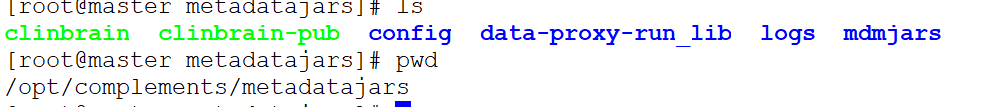 [root@master metadatajars]# ls
clinbrain  clinbrain-pub  config  data-proxy-run_lib  logs  mdmjars
[root@master metadatajars]# pwd
/opt/complements/metadatajars